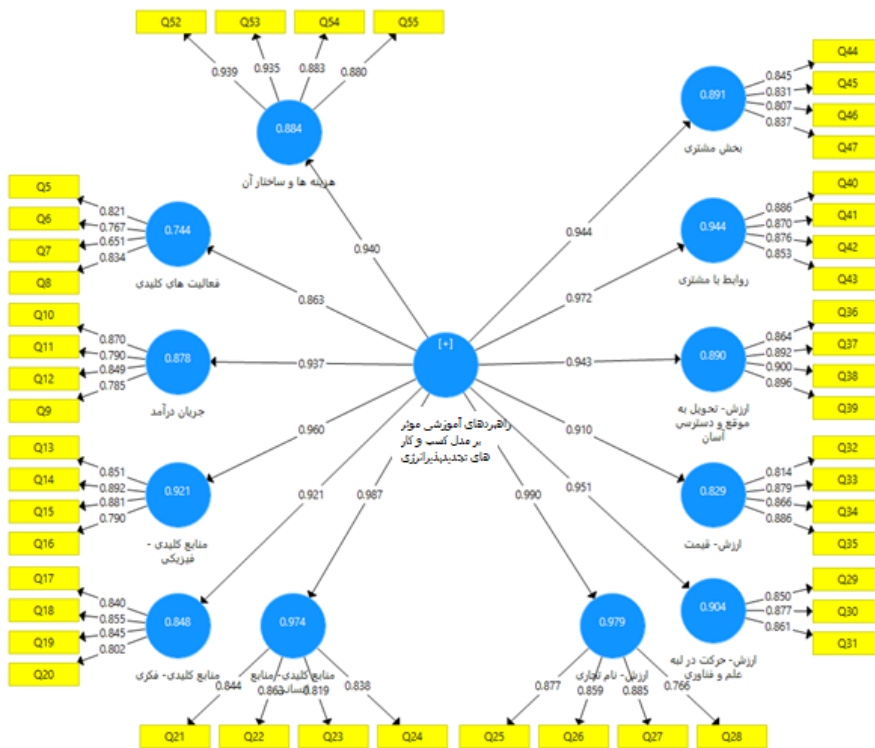 Q52 Q53 Q54 Q55
0.939 0.935 0.883 0.880
0.884
هزینه ها و ساختار آن
Q44
Q45
Q46
Q47
0.845
0.831
0.807
0.837
0.891
بخش مشتری
Q5
Q6
Q7
Q8
0.821
0.767
0.651
0.834
0.744
فعالیت های کلیدی
Q40
Q41
Q42
Q43
0.886
0.870
0.876
0.853
0.944
روابط با مشتری
0.940
0.944
0.863
0.972
Q10
Q11
Q12
Q9
0.870
0.790
0.849
0.785
0.878
جریان درآمد
0.937
[+]
راهبردهای آموزشی موثر
بر مدل کسب و کار
های تجدیدپذیرانرژی
0.943
Q36
Q37
Q38
Q39
0.864
0.892
0.900
0.896
0.890
ارزش- تحویل به
موقع و دسترسی
آسان
0.960
0.910
Q13
Q14
Q15
Q16
0.851
0.892
0.881
0.790
0.921
منابع کلیدی -
فیزیکی
0.921
0.987
0.990
0.951
Q32
Q33
Q34
Q35
0.814
0.879
0.866
0.886
0.829
ارزش- قیمت
Q17
Q18
Q19
Q20
0.840
0.855
0.845
0.802
0.848
منابع کلیدی- فکری
0.974
منابع کلیدی- منابع
0.844
0.819
0.838
Q21 Q22 Q23 Q24
0.979
ارزش- نام تجاری
0.877 0.859 0.885 0.766
Q25 Q26 Q27 Q28
Q29
Q30
Q31
0.850
0.877
0.861
0.904
ارزش- حرکت در لبه
علم و فناوری